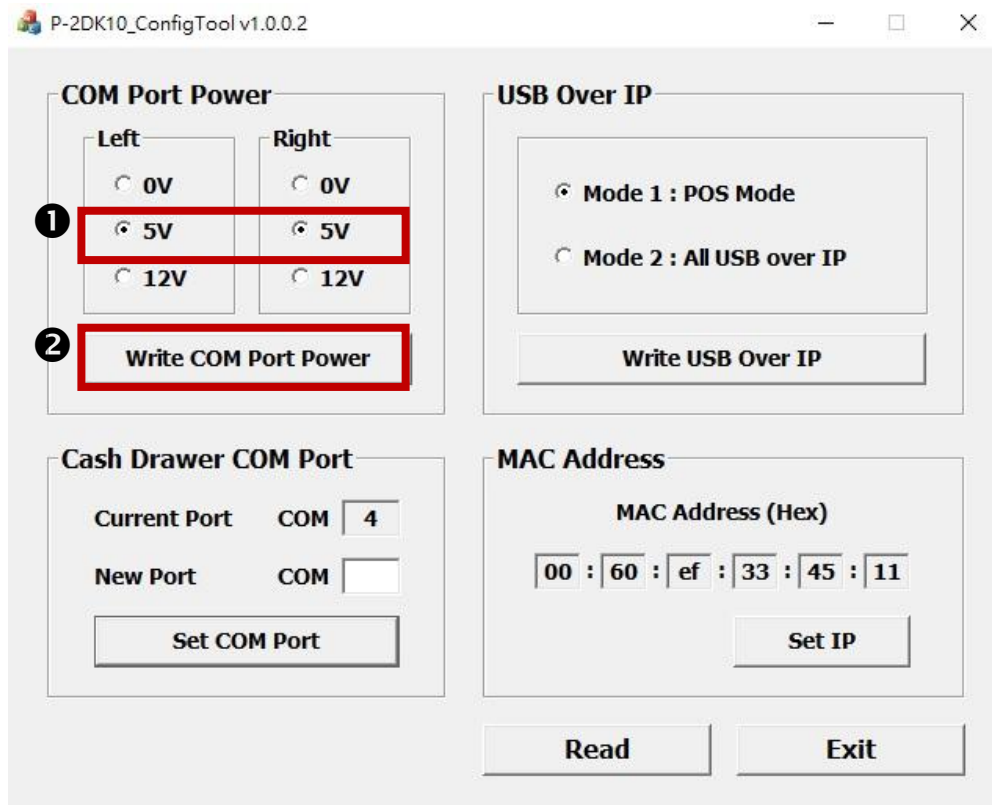 P-2DK10_ConfigTool v1.0.0.2
COM Port Power
Left
Right
0V
0V
❶
5V
5V
12V
12V
❷
Write COM Port Power
USB Over IP
Mode 1 : POS Mode
Mode 2 : All USB over IP
Write USB Over IP
Cash Drawer COM Port
Current Port COM 4
New Port COM
Set COM Port
MAC Address
MAC Address (Hex)
00 : 60 : ef : 33 : 45 : 11
Set IP
Read
Exit